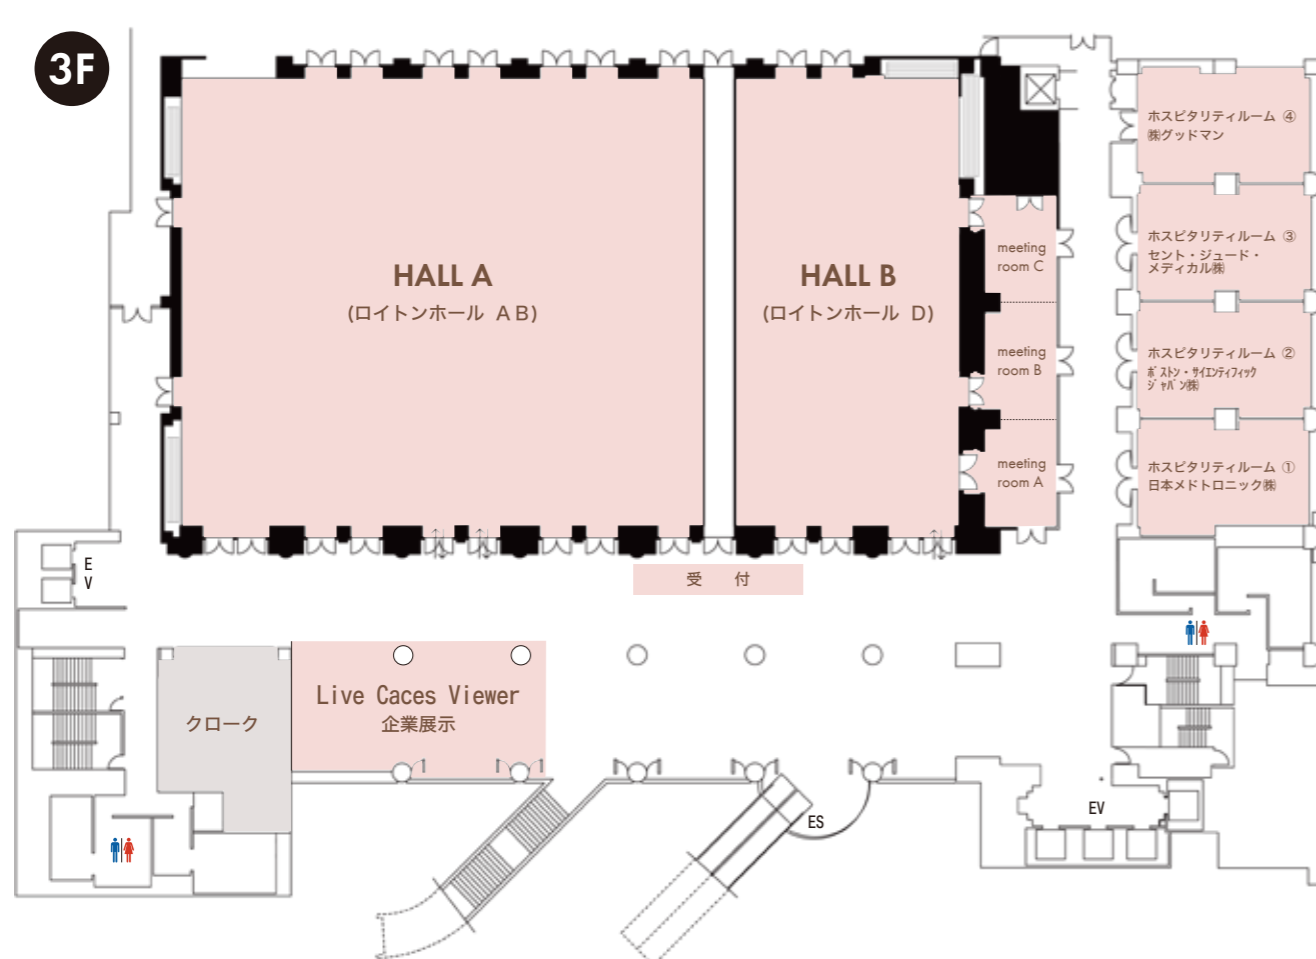 3F
HALL A
(ロイトンホール AB)
HALL B
(ロイトンホール D)
meeting
room C
meeting
room B
meeting
room A
ホスピタリティルーム ④
㈱グッドマン
ホスピタリティルーム ③
セント・ジュード・
メディカル㈱
ホスピタリティルーム ②
ボストン・サイエンティフィック
ジャパン㈱
ホスピタリティルーム ①
日本メドトロニック㈱
E
V
受 付
Live Caces Viewer
企業展示
クローク
ES
EV